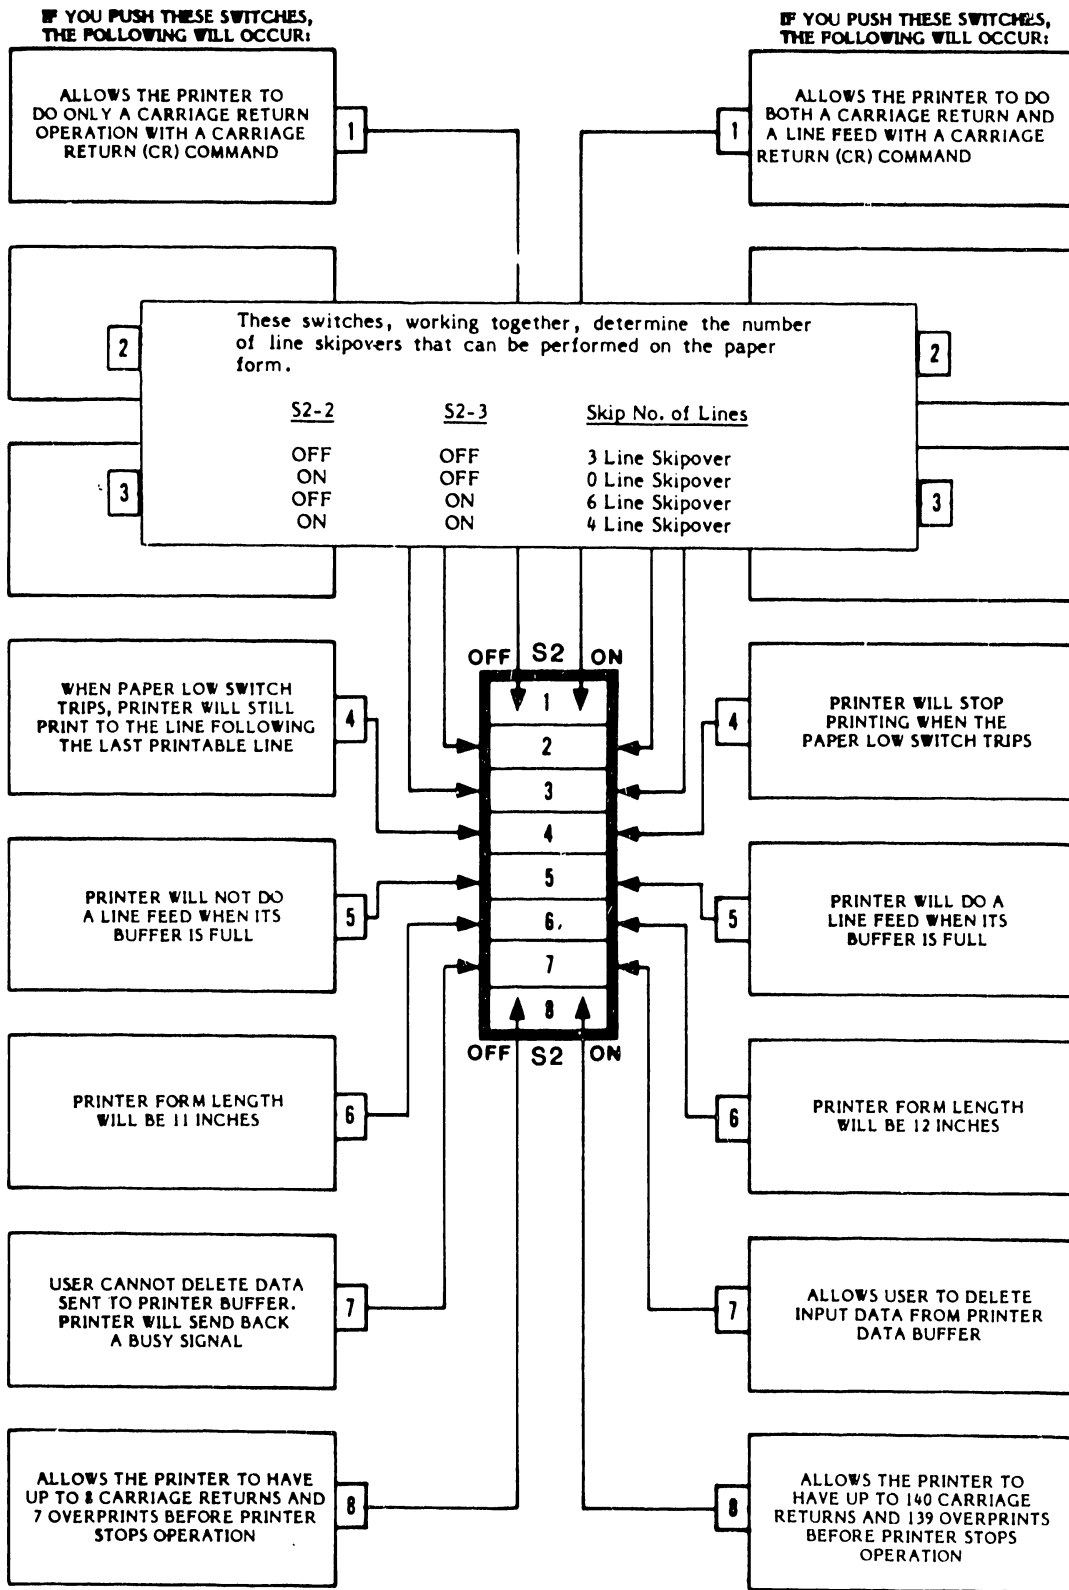 IF YOU PUSH THESE SWITCHES,
THE FOLLOWING WILL OCCUR:
IF YOU PUSH THESE SWITCHES,
THE FOLLOWING WILL OCCUR:
ALLOWS THE PRINTER TO
DO ONLY A CARRIAGE RETURN
OPERATION WITH A CARRIAGE
RETURN (CR) COMMAND
1
1
ALLOWS THE PRINTER TO DO
BOTH A CARRIAGE RETURN AND
A LINE FEED WITH A CARRIAGE
RETURN (CR) COMMAND
2
These switches, working together, determine the number
of line skipovers that can be performed on the paper
form.
2
S2-2 S2-3 Skip No. of Lines
OFF OFF 3 Line Skipover
ON OFF 0 Line Skipover
OFF ON 6 Line Skipover
ON ON 4 Line Skipover
3
3
OFF S2 ON
1
2
3
4
5
6
7
8
OFF S2 ON
WHEN PAPER LOW SWITCH
TRIPS, PRINTER WILL STILL
PRINT TO THE LINE FOLLOWING
THE LAST PRINTABLE LINE
4
4
PRINTER WILL STOP
PRINTING WHEN THE
PAPER LOW SWITCH TRIPS
PRINTER WILL NOT DO
A LINE FEED WHEN ITS
BUFFER IS FULL
5
5
PRINTER WILL DO A
LINE FEED WHEN ITS
BUFFER IS FULL
PRINTER FORM LENGTH
WILL BE 11 INCHES
6
6
PRINTER FORM LENGTH
WILL BE 12 INCHES
USER CANNOT DELETE DATA
SENT TO PRINTER BUFFER.
PRINTER WILL SEND BACK
A BUSY SIGNAL
7
7
ALLOWS USER TO DELETE
INPUT DATA FROM PRINTER
DATA BUFFER
ALLOWS THE PRINTER TO HAVE
UP TO 8 CARRIAGE RETURNS AND
7 OVERPRINTS BEFORE PRINTER
STOPS OPERATION
8
8
ALLOWS THE PRINTER TO
HAVE UP TO 140 CARRIAGE
RETURNS AND 139 OVERPRINTS
BEFORE PRINTER STOPS
OPERATION